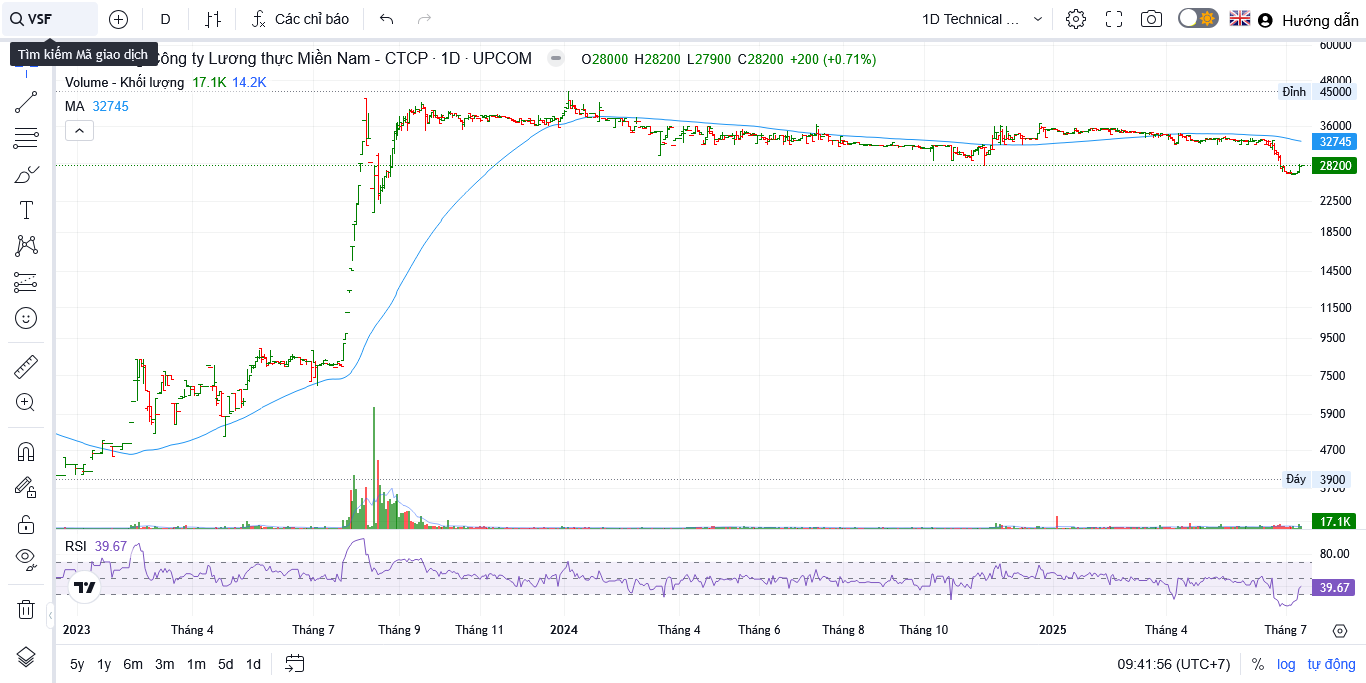 VSF D Các chỉ báo 1D Technical ... Hướng dẫn
Tìm kiếm Mã giao dịch
Công ty Lương thực Miền Nam - CTCP · 1D · UPCOM O28000 H28200 L27900 C28200 +200 (+0.71%)
Volume - Khối lượng 17.1K 14.2K
MA 32745
60000
48000
Đỉnh 45000
36000
32745
28200
22500
18500
14500
11500
9500
7500
5900
4700
Đáy 3900
3700
17.1K
RSI 39.67
80.00
39.67
2023 Tháng 4 Tháng 7 Tháng 9 Tháng 11 2024 Tháng 4 Tháng 6 Tháng 8 Tháng 10 2025 Tháng 4 Tháng 7
5y 1y 6m 3m 1m 5d 1d 09:41:56 (UTC+7) % log tự động